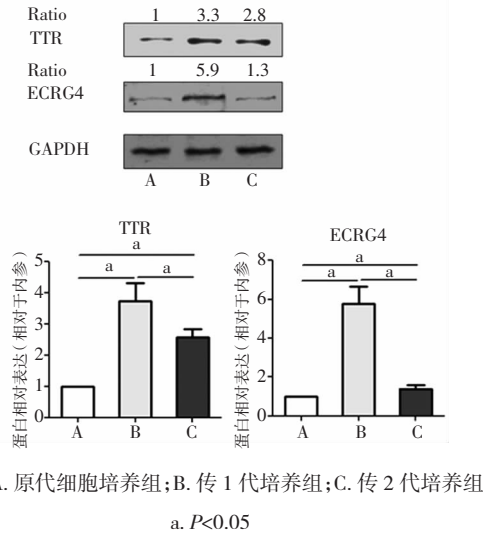 Ratio 1 3.3 2.8
TTR
Ratio 1 5.9 1.3
ECRG4
GAPDH
A B C
TTR
a
a a
蛋白相对表达(相对于内参)
5
4
3
2
1
0
A B C
ECRG4
a
a a
蛋白相对表达(相对于内参)
8
6
4
2
0
A B C
. 原代细胞培养组;B. 传 1 代培养组;C. 传 2 代培养组
a. P<0.05